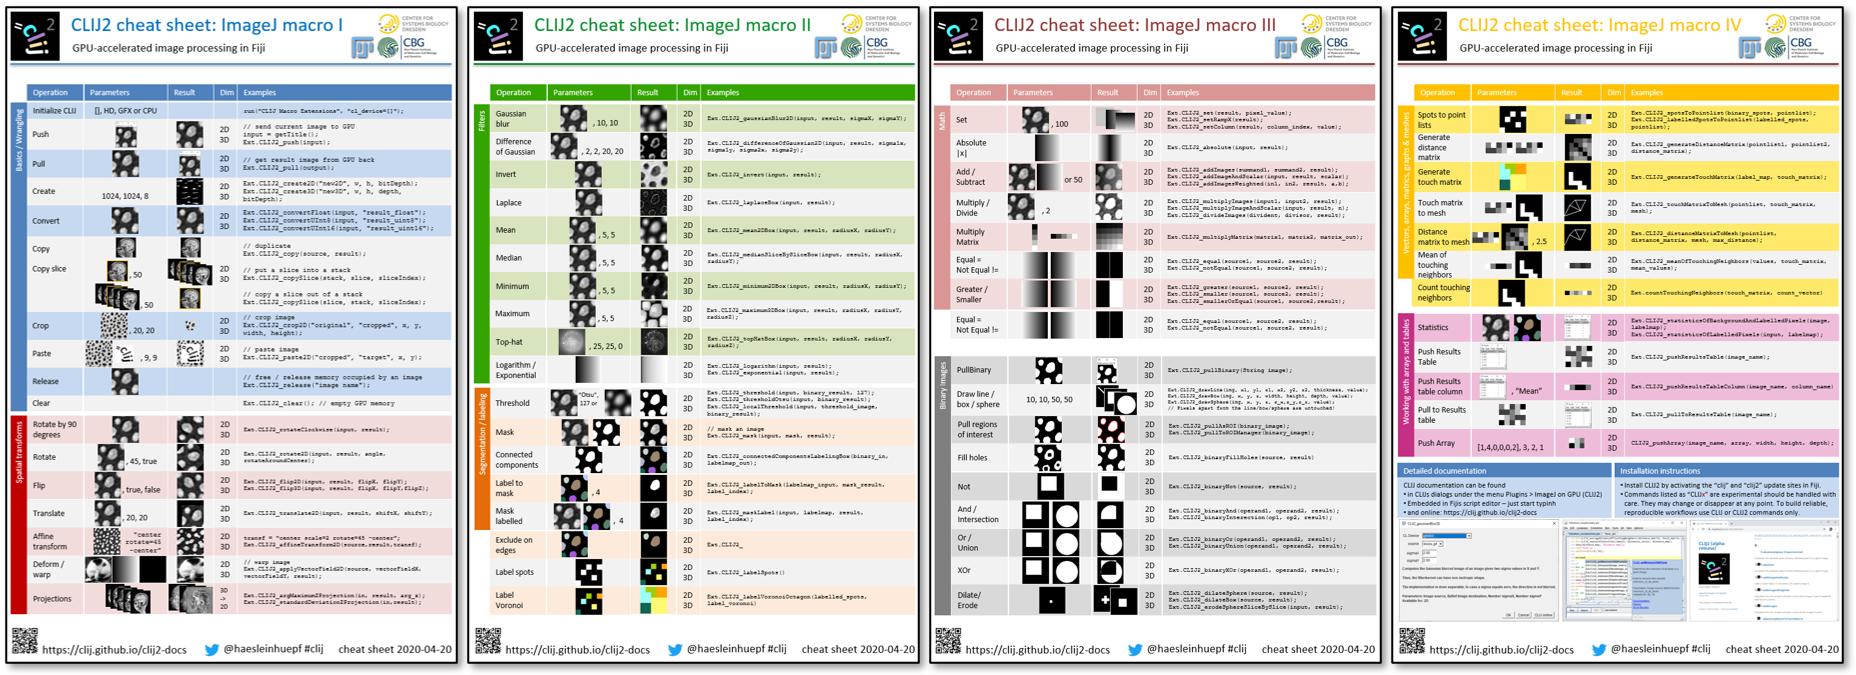 CLIJ2 cheat sheet: ImageJ macro I
GPU-accelerated image processing in Fiji
CENTER FOR
SYSTEMS BIOLOGY
DRESDEN
CBG
Operation Parameters Result Dim Examples
Basics / Wrangling
Initialize CLIJ [], HD, GFX or CPU run("CLIJ Macro Extensions", "cl_device=[]");
Push 2D 3D
// send current image to GPU
input = getTitle();
Ext.CLIJ2_push(input);
Pull 2D 3D
// get result image from GPU back
Ext.CLIJ2_pull(output);
Create 1024, 1024, 8 2D 3D
Ext.CLIJ2_create2D("new2D", w, h, bitDepth);
Ext.CLIJ2_create3D("new3D", w, h, depth,
bitDepth);
Convert 2D 3D
Ext.CLIJ2_convertFloat(input, "result_float");
Ext.CLIJ2_convertUInt8(input, "result_uint8");
Ext.CLIJ2_convertUInt16(input, "result_uint16");
Copy
// duplicate
Ext.CLIJ2_copy(source, result);
Copy slice , 50 2D 3D
// put a slice into a stack
Ext.CLIJ2_copySlice(stack, slice, sliceIndex);
, 50
// copy a slice out of a stack
Ext.CLIJ2_copySlice(slice, stack, sliceIndex);
Crop , 20, 20 2D 3D
// crop image
Ext.CLIJ2_crop2D("original", "cropped", x, y,
width, height);
Paste , 9, 9 2D 3D
// paste image
Ext.CLIJ2_paste2D("cropped", "target", x, y);
Release
// free / release memory occupied by an image
Ext.CLIJ2_release("image name");
Clear Ext.CLIJ2_clear(); // empty GPU memory
Spatial transforms
Rotate by 90 degrees 2D 3D
Ext.CLIJ2_rotateClockwise(input, result);
Rotate , 45, true 2D 3D
Ext.CLIJ2_rotate2D(input, result, angle,
rotateAroundCenter);
Flip , true, false 2D 3D
Ext.CLIJ2_flip2D(input, result, flipX, flipY);
Ext.CLIJ2_flip3D(input, result, flipX, flipY,flipZ);
Translate , 20, 20 2D 3D
Ext.CLIJ2_translate2D(input, result, shiftX, shiftY);
Affine transform "center rotate=45 -center" 2D 3D
transf = "center scale=2 rotate=45 -center";
Ext.CLIJ2_affineTransform2D(source,result,transf);
Deform / warp 2D 3D
// warp image
Ext.CLIJ2_applyVectorField2D(source, vectorFieldX,
vectorFieldY, result);
Projections 3D -> 2D
Ext.CLIJ2_argMaximumZProjection(in, result, arg_z);
Ext.CLIJ2_standardDeviationZProjection(in,result);
https://clij.github.io/clij2-docs @haesleinhuepf #clij cheat sheet 2020-04-20
CLIJ2 cheat sheet: ImageJ macro II
GPU-accelerated image processing in Fiji
CENTER FOR
SYSTEMS BIOLOGY
DRESDEN
CBG
Operation Parameters Result Dim Examples
Filters
Gaussian blur , 10, 10 2D 3D
Ext.CLIJ2_gaussianBlur2D(input, result, sigmaX, sigmaY);
Difference of Gaussian , 2, 2, 20, 20 2D 3D
Ext.CLIJ2_differenceOfGaussian2D(input, result, sigma1x,
sigma1y, sigma2x, sigma2y);
Invert 2D 3D
Ext.CLIJ2_invert(input, result);
Laplace 2D 3D
Ext.CLIJ2_laplaceBox(input, result);
Mean , 5, 5 2D 3D
Ext.CLIJ2_mean2DBox(input, result, radiusX, radiusY);
Median , 5, 5 2D 3D
Ext.CLIJ2_medianSliceBySliceBox(input, result, radiusX,
radiusY);
Minimum , 5, 5 2D 3D
Ext.CLIJ2_minimum2DBox(input, result, radiusX, radiusY);
Maximum , 5, 5 2D 3D
Ext.CLIJ2_maximum3DBox(input, result, radiusX, radiusY,
radiusZ);
Top-hat , 25, 25, 0 2D 3D
Ext.CLIJ2_topHatBox(input, result, radiusX, radiusY,
radiusZ);
Logarithm / Exponential 2D 3D
Ext.CLIJ2_logarithm(input, result);
Ext.CLIJ2_exponential(input, result);
Segmentation / labeling
Threshold "Otsu", 127 or 2D 3D
Ext.CLIJ2_threshold(input, binary_result, 127);
Ext.CLIJ2_thresholdOtsu(input, binary_result);
Ext.CLIJ2_localThreshold(input, threshold_image,
binary_result);
Mask 2D 3D
// mask an image
Ext.CLIJ2_mask(input, mask, result);
Connected components 2D 3D
Ext.CLIJ2_connectedComponentsLabelingBox(binary_in,
labelmap_out);
Label to mask , 4 2D 3D
Ext.CLIJ2_labelToMask(labelmap_input, mask_result,
label_index);
Mask labelled , 4 2D 3D
Ext.CLIJ2_maskLabel(input, labelmap, result,
label_index);
Exclude on edges 2D 3D
Ext.CLIJ2_
Label spots 2D 3D
Ext.CLIJ2_labelSpots()
Label Voronoi 2D 3D
Ext.CLIJ2_labelVoronoiOctagon(labelled_spots,
label_voronoi)
https://clij.github.io/clij2-docs @haesleinhuepf #clij cheat sheet 2020-04-20
CLIJ2 cheat sheet: ImageJ macro III
GPU-accelerated image processing in Fiji
CENTER FOR
SYSTEMS BIOLOGY
DRESDEN
CBG
Operation Parameters Result Dim Examples
Math
Set , 100 2D 3D
Ext.CLIJ2_set(result, pixel_value);
Ext.CLIJ2_setRampX(result);
Ext.CLIJ2_setColumn(result, column_index, value);
Absolute |x| 2D 3D
Ext.CLIJ2_absolute(input, result);
Add / Subtract or 50 2D 3D
Ext.CLIJ2_addImages(summand1, summand2, result);
Ext.CLIJ2_addImageAndScalar(input, result, scalar);
Ext.CLIJ2_addImagesWeighted(in1, in2, result, a,b);
Multiply / Divide , 2 2D 3D
Ext.CLIJ2_multiplyImages(input1, input2, result);
Ext.CLIJ2_multiplyImageAndScalar(input, result, n);
Ext.CLIJ2_divideImages(divident, divisor, result);
Multiply Matrix 2D 3D
Ext.CLIJ2_multiplyMatrix(matrix1, matrix2, matrix_out);
Equal = Not Equal != 2D 3D
Ext.CLIJ2_equal(source1, source2, result);
Ext.CLIJ2_notEqual(source1, source2, result);
Greater / Smaller 2D 3D
Ext.CLIJ2_greater(source1, source2, result);
Ext.CLIJ2_smaller(source1, source2, result);
Ext.CLIJ2_smallerOrEqual(source1, source2, result);
Equal = Not Equal != 2D 3D
Ext.CLIJ2_equal(source1, source2, result);
Ext.CLIJ2_notEqual(source1, source2, result);
Binary images
PullBinary 2D 3D
Ext.CLIJ2_pullBinary(String image);
Draw line / box / sphere 10, 10, 50, 50 2D 3D
Ext.CLIJ2_drawLine(img, x1, y1, z1, x2, y2, z2, thickness, value);
Ext.CLIJ2_drawBox(img, x, y, z, width, height, depth, value);
// Pixels apart from the line/box/sphere are untouched!
Pull regions of interest 2D 3D
Ext.CLIJ2_pullAsROI(binary_image);
Ext.CLIJ2_pullToROIManager(binary_image);
Fill holes 2D 3D
Ext.CLIJ2_binaryFillHoles(source, result)
Not 2D 3D
Ext.CLIJ2_binaryNot(source, result);
And / Intersection 2D 3D
Ext.CLIJ2_binaryAnd(operand1, operand2, result);
Ext.CLIJ2_binaryIntersection(op1, op2, result);
Or / Union 2D 3D
Ext.CLIJ2_binaryOr(operand1, operand2, result);
Ext.CLIJ2_binaryUnion(operand1, operand2, result);
XOr 2D 3D
Ext.CLIJ2_binaryXOr(operand1, operand2, result);
Dilate/ Erode 2D 3D
Ext.CLIJ2_dilateSphere(source, result);
Ext.CLIJ2_dilateBox(source, result);
Ext.CLIJ2_erodeSphereSliceBySlice(input, result);
https://clij.github.io/clij2-docs @haesleinhuepf #clij cheat sheet 2020-04-20
CLIJ2 cheat sheet: ImageJ macro IV
GPU-accelerated image processing in Fiji
CENTER FOR
SYSTEMS BIOLOGY
DRESDEN
CBG
Operation Parameters Result Dim Examples
Vectors, arrays, matrics, graphs & meshes
Spots to point lists 2D 3D
Ext.CLIJ2_spotsToPointlist(binary_spots, pointlist);
Ext.CLIJ2_labelledSpotsToPointlist(labelled_spots,
pointlist);
Generate distance matrix 2D 3D
Ext.CLIJ2_generateDistanceMatrix(pointlist1, pointlist2,
distance_matrix);
Generate touch matrix 2D 3D
Ext.CLIJ2_generateTouchMatrix(label_map, touch_matrix);
Touch matrix to mesh 2D 3D
Ext.CLIJ2_touchMatrixToMesh(pointlist, touch_matrix,
mesh);
Distance matrix to mesh , 2.5 2D 3D
Ext.CLIJ2_distanceMatrixToMesh(pointlist,
distance_matrix, mesh, max_distance);
Mean of touching neighbors 2D 3D
Ext.CLIJ2_meanOfTouchingNeighbors(values, touch_matrix,
mean_values);
Count touching neighbors 2D 3D
Ext.countTouchingNeighbors(touch_matrix, count_vector)
Working with arrays and tables
Statistics 2D 3D
Ext.CLIJ2_statisticsOfBackgroundAndLabelledPixels(image,
labelmap);
Ext.CLIJ2_statisticsOfLabelledPixels(input, labelmap);
Push Results Table 2D 3D
Ext.CLIJ2_pushResultsTable(image_name);
Push Results table column , "Mean" 2D 3D
Ext.CLIJ2_pushResultsTableColumn(image_name, column_name)
Pull to Results table 2D 3D
Ext.CLIJ2_pullToResultsTable(image_name);
Push Array [1,4,0,0,0,2], 3, 2, 1 2D 3D
CLIJ2_pushArray(image_name, array, width, height, depth);
Detailed documentation
CLIJ documentation can be found
• in CLIJs dialogs under the menu Plugins > ImageJ on GPU (CLIJ2)
• Embedded in Fijis script editor – just start typinh
• and online: https://clij.github.io/clij2-docs
Installation instructions
• Install CLIJ2 by activating the "clij" and "clij2" update sites in Fiji.
• Commands listed as "CLIJx" are experimental should be handled with
care. They may change or disappear at any point. To build reliable,
reproducible workflows use CLIJ or CLIJ2 commands only.
CLIJ2 (alpha
release)
https://clij.github.io/clij2-docs @haesleinhuepf #clij cheat sheet 2020-04-20